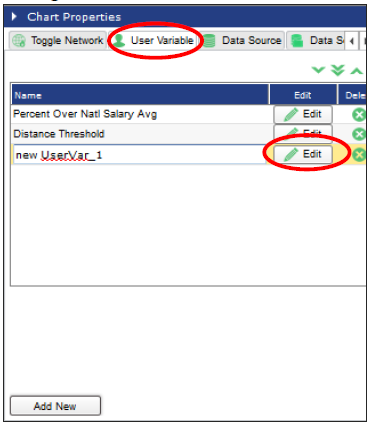 Chart Properties
Toggle Network User Variable Data Source Data S
Name Edit Dele
Percent Over Natl Salary Avg Edit
Distance Threshold Edit
new UserVar_1 Edit
Add New